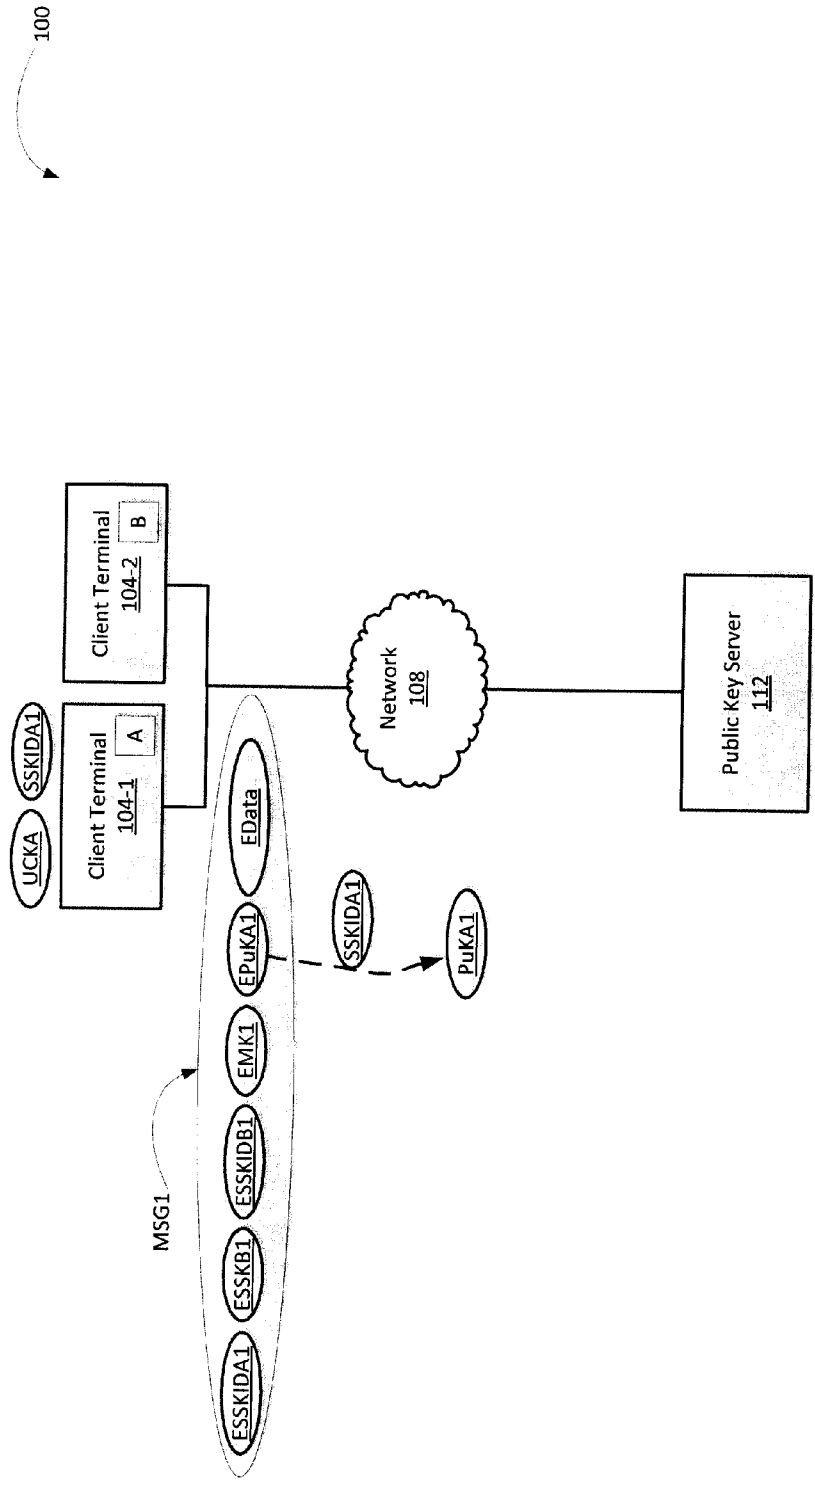 100
SSKIDA1
UCKA
Client Terminal
104-1
A
Client Terminal
104-2
B
MSG1
ESSKIDA1
ESSKB1
ESSKIDB1
EMK1
EPuKA1
EData
SSKIDA1
PuKA1
Network
108
Public Key Server
112